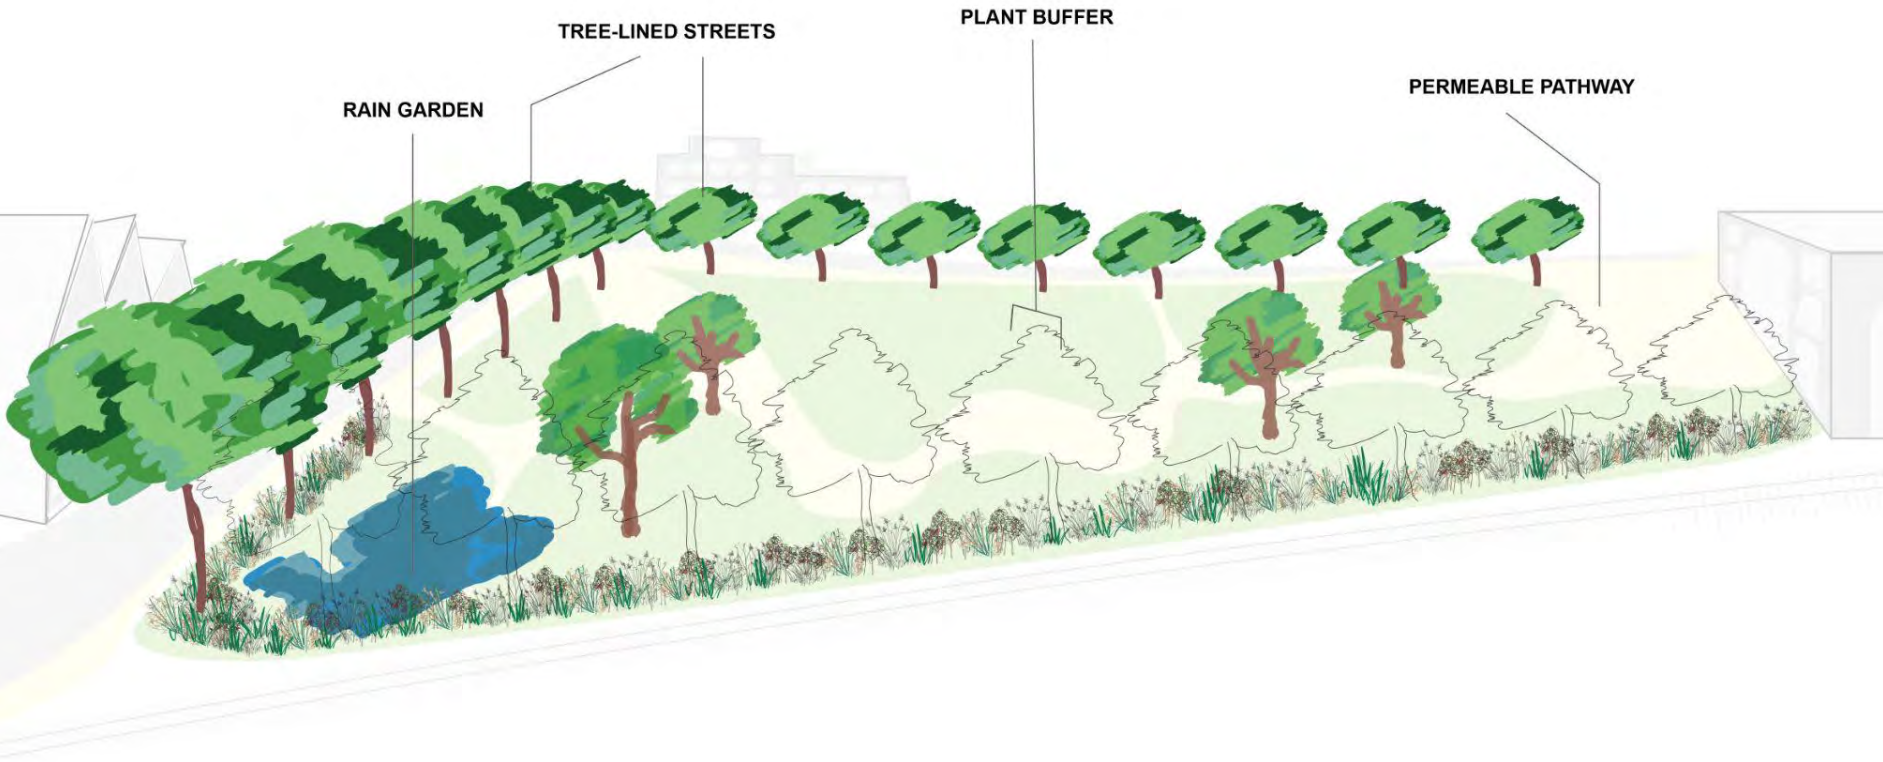 PLANT BUFFER
TREE-LINED STREETS
PERMEABLE PATHWAY
RAIN GARDEN